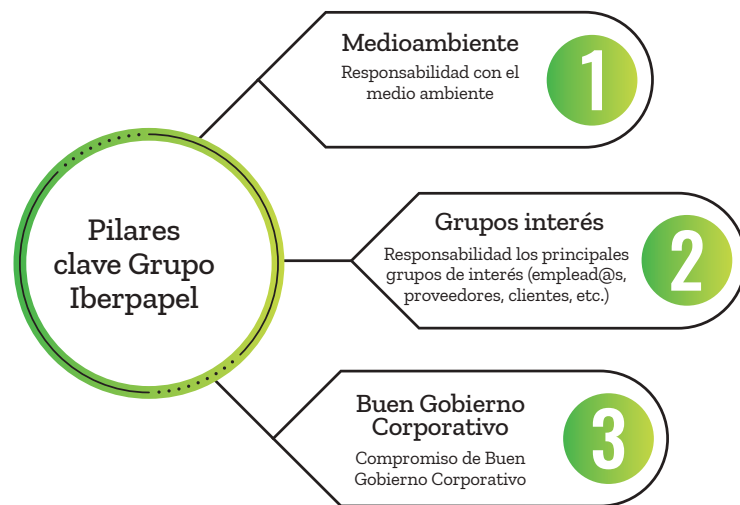 Pilares
clave Grupo
Iberpapel
Medioambiente
Responsabilidad con el
medio ambiente
1
Grupos interés
Responsabilidad los principales
grupos de interés (emplead@s,
proveedores, clientes, etc.)
2
Buen Gobierno
Corporativo
Compromiso de Buen
Gobierno Corporativo
3